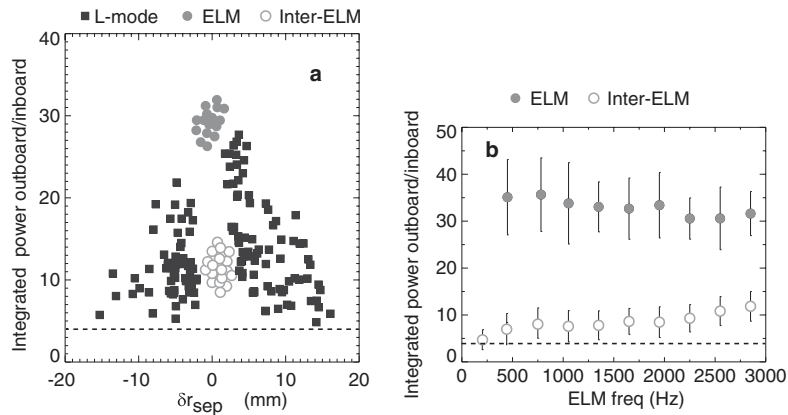 L-mode ELM Inter-ELM
a
Integrated power outboard/inboard
40
30
20
10
0
-20 -10 0 10 20
δrsep (mm)
ELM Inter-ELM
b
Integrated power outboard/inboard
50
40
30
20
10
0
0 500 1000 1500 2000 2500 3000
ELM freq (Hz)